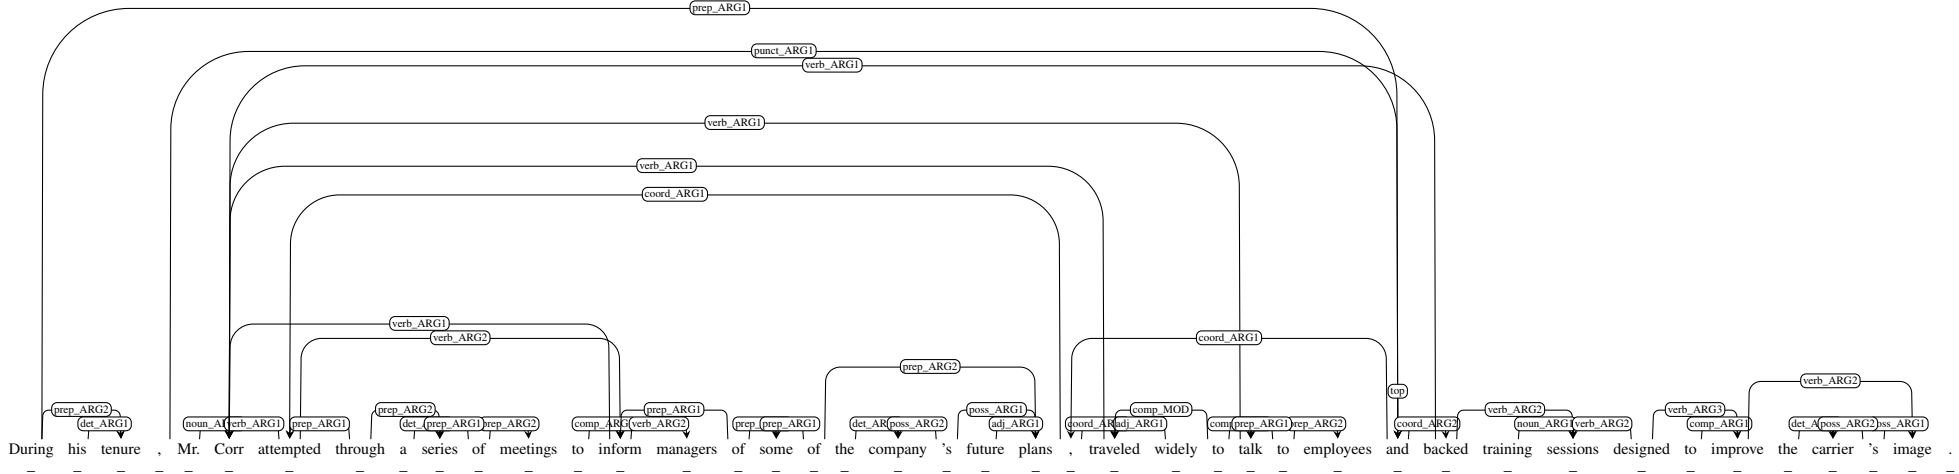 prep_ARG1
punct_ARG1
verb_ARG1
verb_ARG1
verb_ARG1
coord_ARG1
verb_ARG1
verb_ARG2 coord_ARG1
prep_ARG2
verb_ARG2
top
prep_ARG2 prep_ARG2 prep_ARG1 poss_ARG1 comp_MOD verb_ARG2 verb_ARG3
det_ARG1 verb_ARG1 prep_ARG1 prep_ARG1 verb_ARG2 prep_ARG1 poss_ARG2 adj_ARG1 prep_ARG1 coord_ARG2 noun_ARG1 verb_ARG2 comp_ARG1 poss_ARG2
During his tenure , Mr. Corr attempted through a series of meetings to inform managers of some of the company 's future plans , traveled widely to talk to employees and backed training sessions designed to improve the carrier 's image .